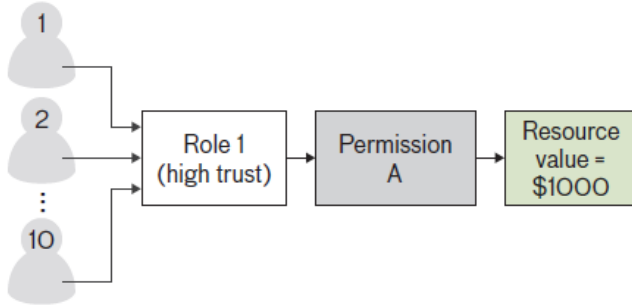 1
2
⋮
10
Role 1
(high trust)
Permission
A
Resource
value =
$1000